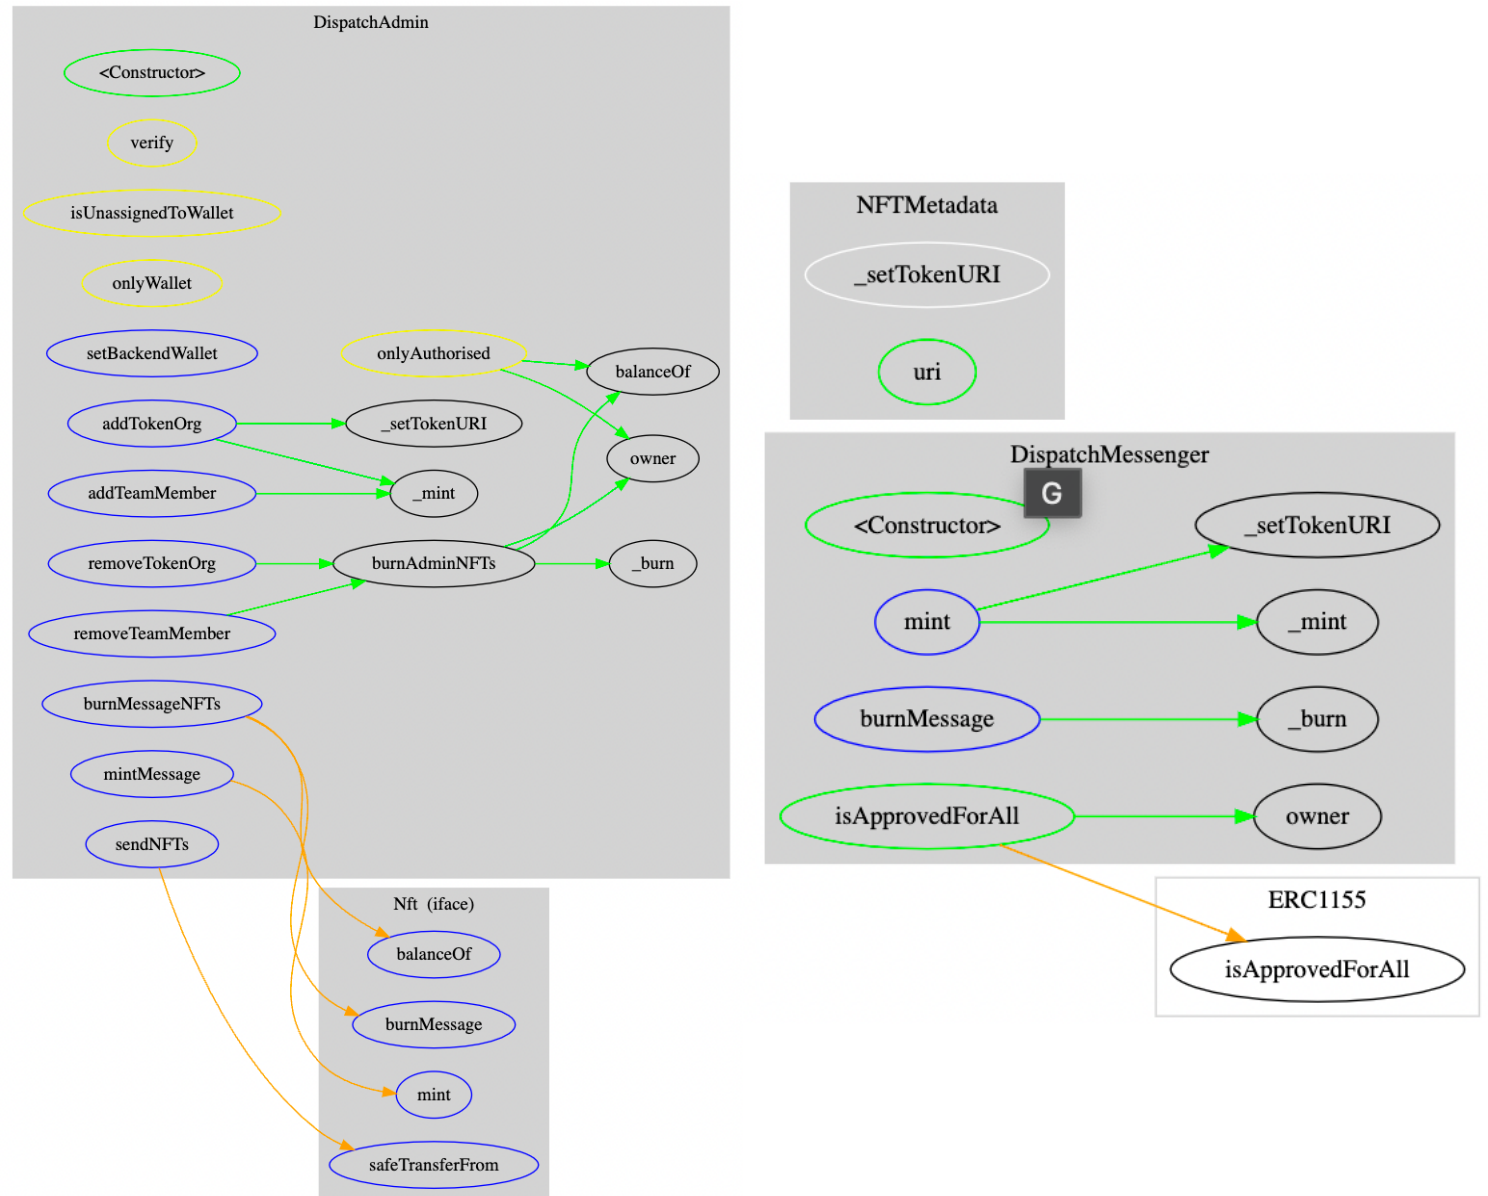 DispatchAdmin
<Constructor>
verify
isUnassignedToWallet
onlyWallet
setBackendWallet
onlyAuthorised
balanceOf
addTokenOrg
_setTokenURI
owner
addTeamMember
_mint
removeTokenOrg
burnAdminNFTs
_burn
removeTeamMember
burnMessageNFTs
mintMessage
sendNFTs
Nft (iface)
balanceOf
burnMessage
mint
safeTransferFrom
NFTMetadata
_setTokenURI
uri
DispatchMessenger
G
<Constructor>
_setTokenURI
mint
_mint
burnMessage
_burn
isApprovedForAll
owner
ERC1155
isApprovedForAll